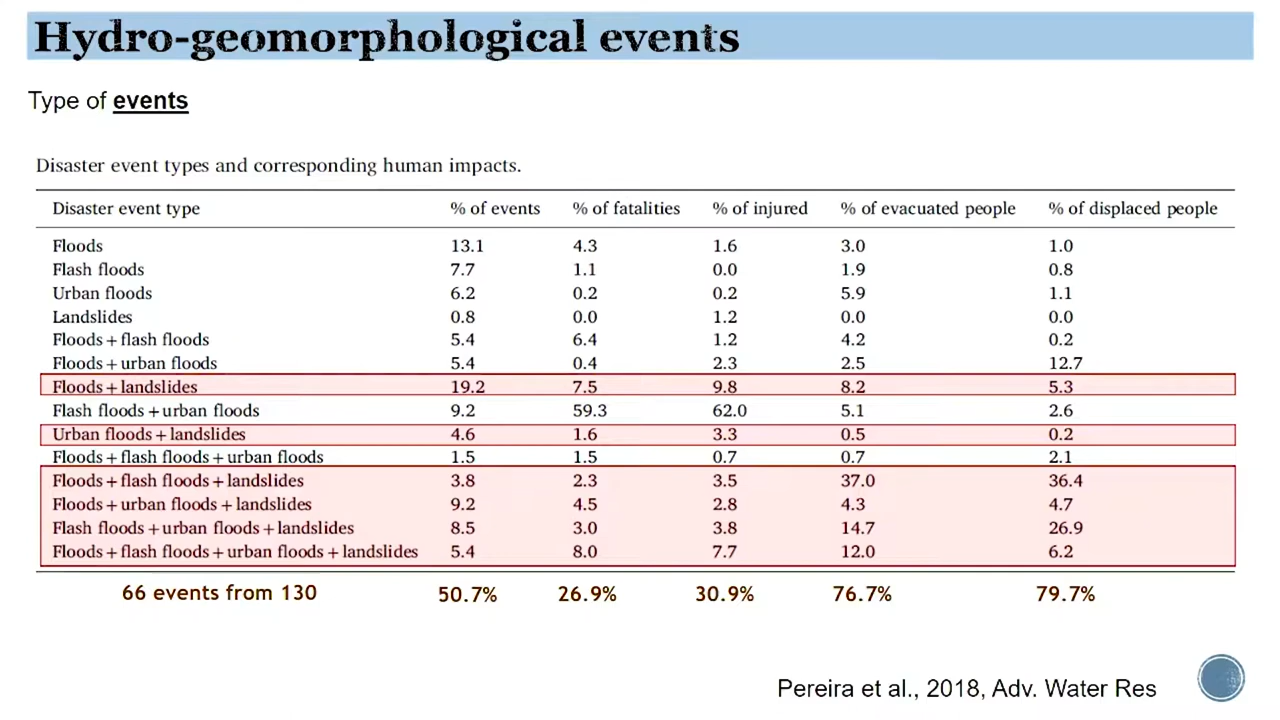 Hydro-geomorphological events
Type of events
Disaster event types and corresponding human impacts.
Disaster event type % of events % of fatalities % of injured % of evacuated people % of displaced people
Floods 13.1 4.3 1.6 3.0 1.0
Flash floods 7.7 1.1 0.0 1.9 0.8
Urban floods 6.2 0.2 0.2 5.9 1.1
Landslides 0.8 0.0 1.2 0.0 0.0
Floods + flash floods 5.4 6.4 1.2 4.2 0.2
Floods + urban floods 5.4 0.4 2.3 2.5 12.7
Floods + landslides 19.2 7.5 9.8 8.2 5.3
Flash floods + urban floods 9.2 59.3 62.0 5.1 2.6
Urban floods + landslides 4.6 1.6 3.3 0.5 0.2
Floods + flash floods + urban floods 1.5 1.5 0.7 0.7 2.1
Floods + flash floods + landslides 3.8 2.3 3.5 37.0 36.4
Floods + urban floods + landslides 9.2 4.5 2.8 4.3 4.7
Flash floods + urban floods + landslides 8.5 3.0 3.8 14.7 26.9
Floods + flash floods + urban floods + landslides 5.4 8.0 7.7 12.0 6.2
66 events from 130 50.7% 26.9% 30.9% 76.7% 79.7%
Pereira et al., 2018, Adv. Water Res